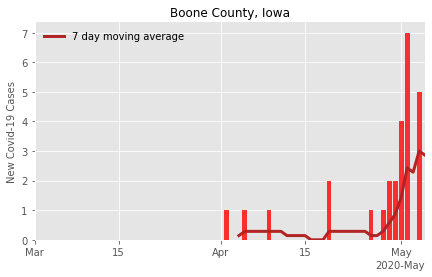 Boone County, Iowa
7 day moving average
New Covid-19 Cases
7
6
5
4
3
2
1
0
Mar 15 Apr 15 May
2020-May